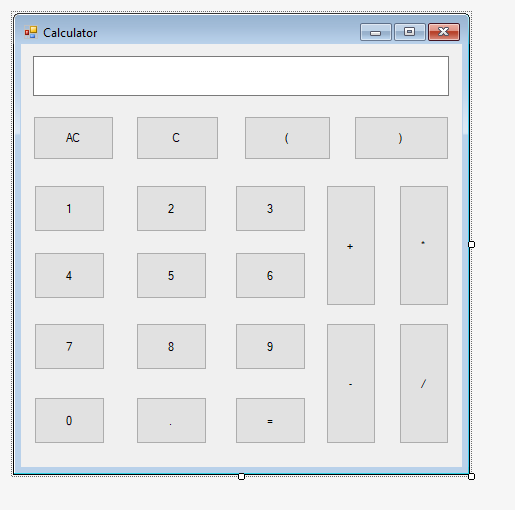 Calculator
AC C ( )
1 2 3
+ *
4 5 6
7 8 9
- /
0 . =